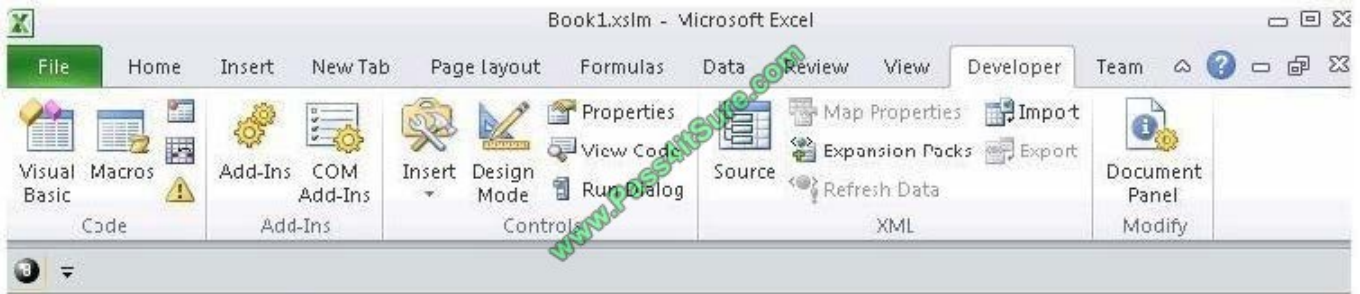 Book1.xslm - Microsoft Excel
File Home Insert New Tab Page Layout Formulas Data Review View Developer Team
Properties Map Properties Import
View Code Expansion Packs Export
Visual Basic Macros Add-Ins COM Add-Ins Insert Design Mode Run Dialog Source Refresh Data Document Panel
Code Add-Ins Controls XML Modify
www.Pass4itSure.com
8